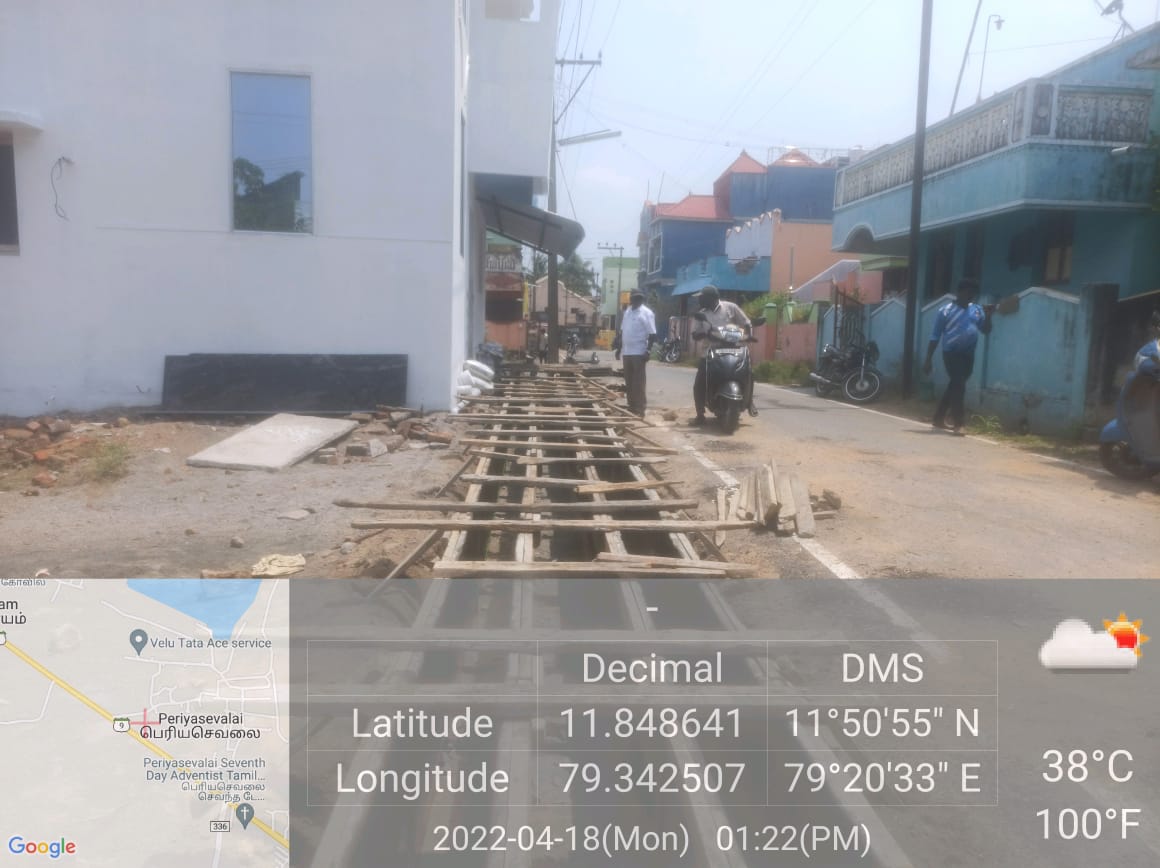 கோவில்
am
யம்
Velu Tata Ace service
9
Periyasevalai
பெரியசெவலை
Periyasevalai Seventh
Day Adventist Tamil...
பெரியசெவலை
செவந்த டே...
336
Google
-
Decimal DMS
Latitude 11.848641 11°50'55" N
Longitude 79.342507 79°20'33" E
2022-04-18(Mon) 01:22(PM)
38°C
100°F